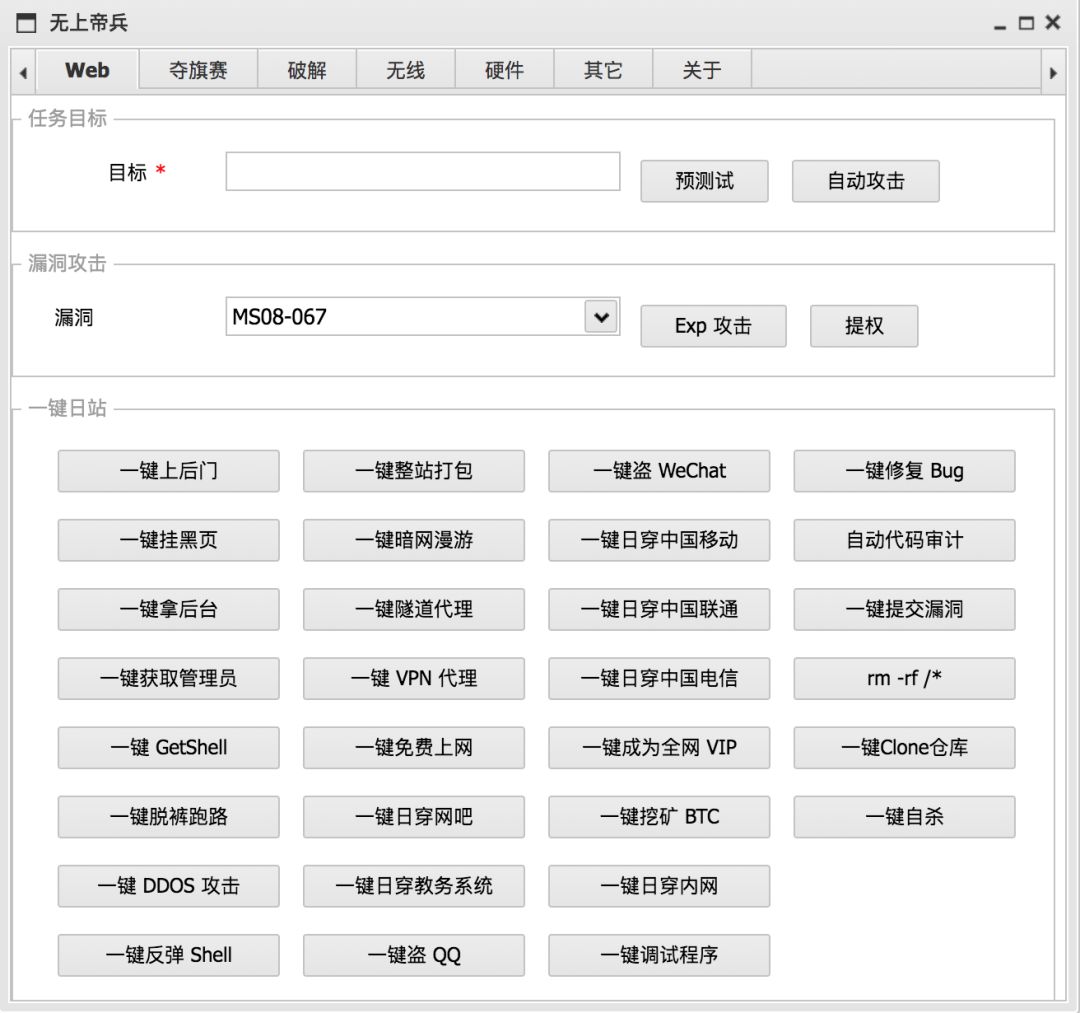 无上帝兵
Web 夺旗赛 破解 无线 硬件 其它 关于
任务目标
目标 * 预测试 自动攻击
漏洞攻击
漏洞 MS08-067 Exp 攻击 提权
一键日站
一键上后门 一键整站打包 一键盗 WeChat 一键修复 Bug
一键挂黑页 一键暗网漫游 一键日穿中国移动 自动代码审计
一键拿后台 一键隧道代理 一键日穿中国联通 一键提交漏洞
一键获取管理员 一键 VPN 代理 一键日穿中国电信 rm -rf /*
一键 GetShell 一键免费上网 一键成为全网 VIP 一键Clone仓库
一键脱裤跑路 一键日穿网吧 一键挖矿 BTC 一键自杀
一键 DDOS 攻击 一键日穿教务系统 一键日穿内网
一键反弹 Shell 一键盗 QQ 一键调试程序